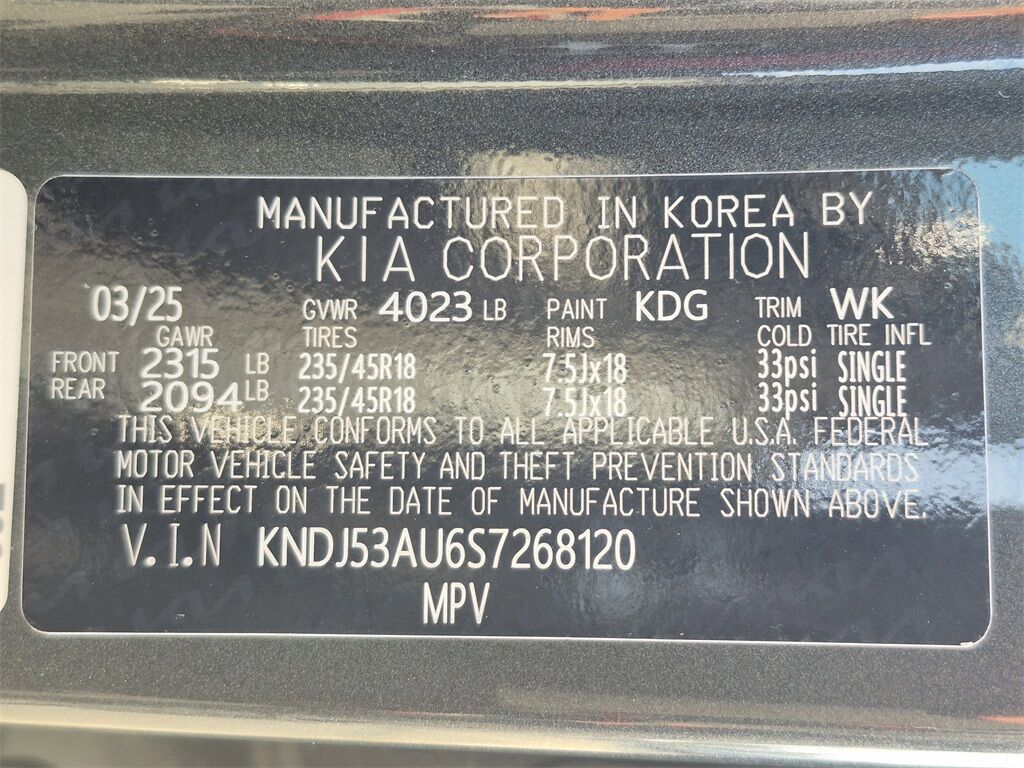 MANUFACTURED IN KOREA BY
KIA CORPORATION
03/25 GVWR 4023 LB PAINT KDG TRIM WK
GAWR TIRES RIMS COLD TIRE INFL
FRONT 2315 LB 235/45R18 7.5Jx18 33psi SINGLE
REAR 2094 LB 235/45R18 7.5Jx18 33psi SINGLE
THIS VEHICLE CONFORMS TO ALL APPLICABLE U.S.A. FEDERAL
MOTOR VEHICLE SAFETY AND THEFT PREVENTION STANDARDS
IN EFFECT ON THE DATE OF MANUFACTURE SHOWN ABOVE.
V.I.N KNDJ53AU6S7268120
MPV